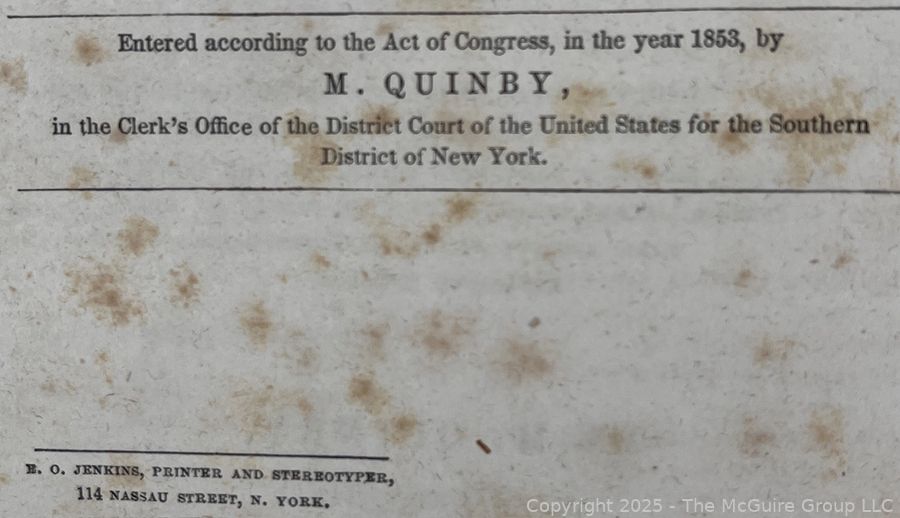 Entered according to the Act of Congress, in the year 1853, by
M. QUINBY,
in the Clerk's Office of the District Court of the United States for the Southern
District of New York.
E. O. JENKINS, PRINTER AND STEREOTYPER,
114 NASSAU STREET, N. YORK.
Copyright 2025 - The McGuire Group LLC